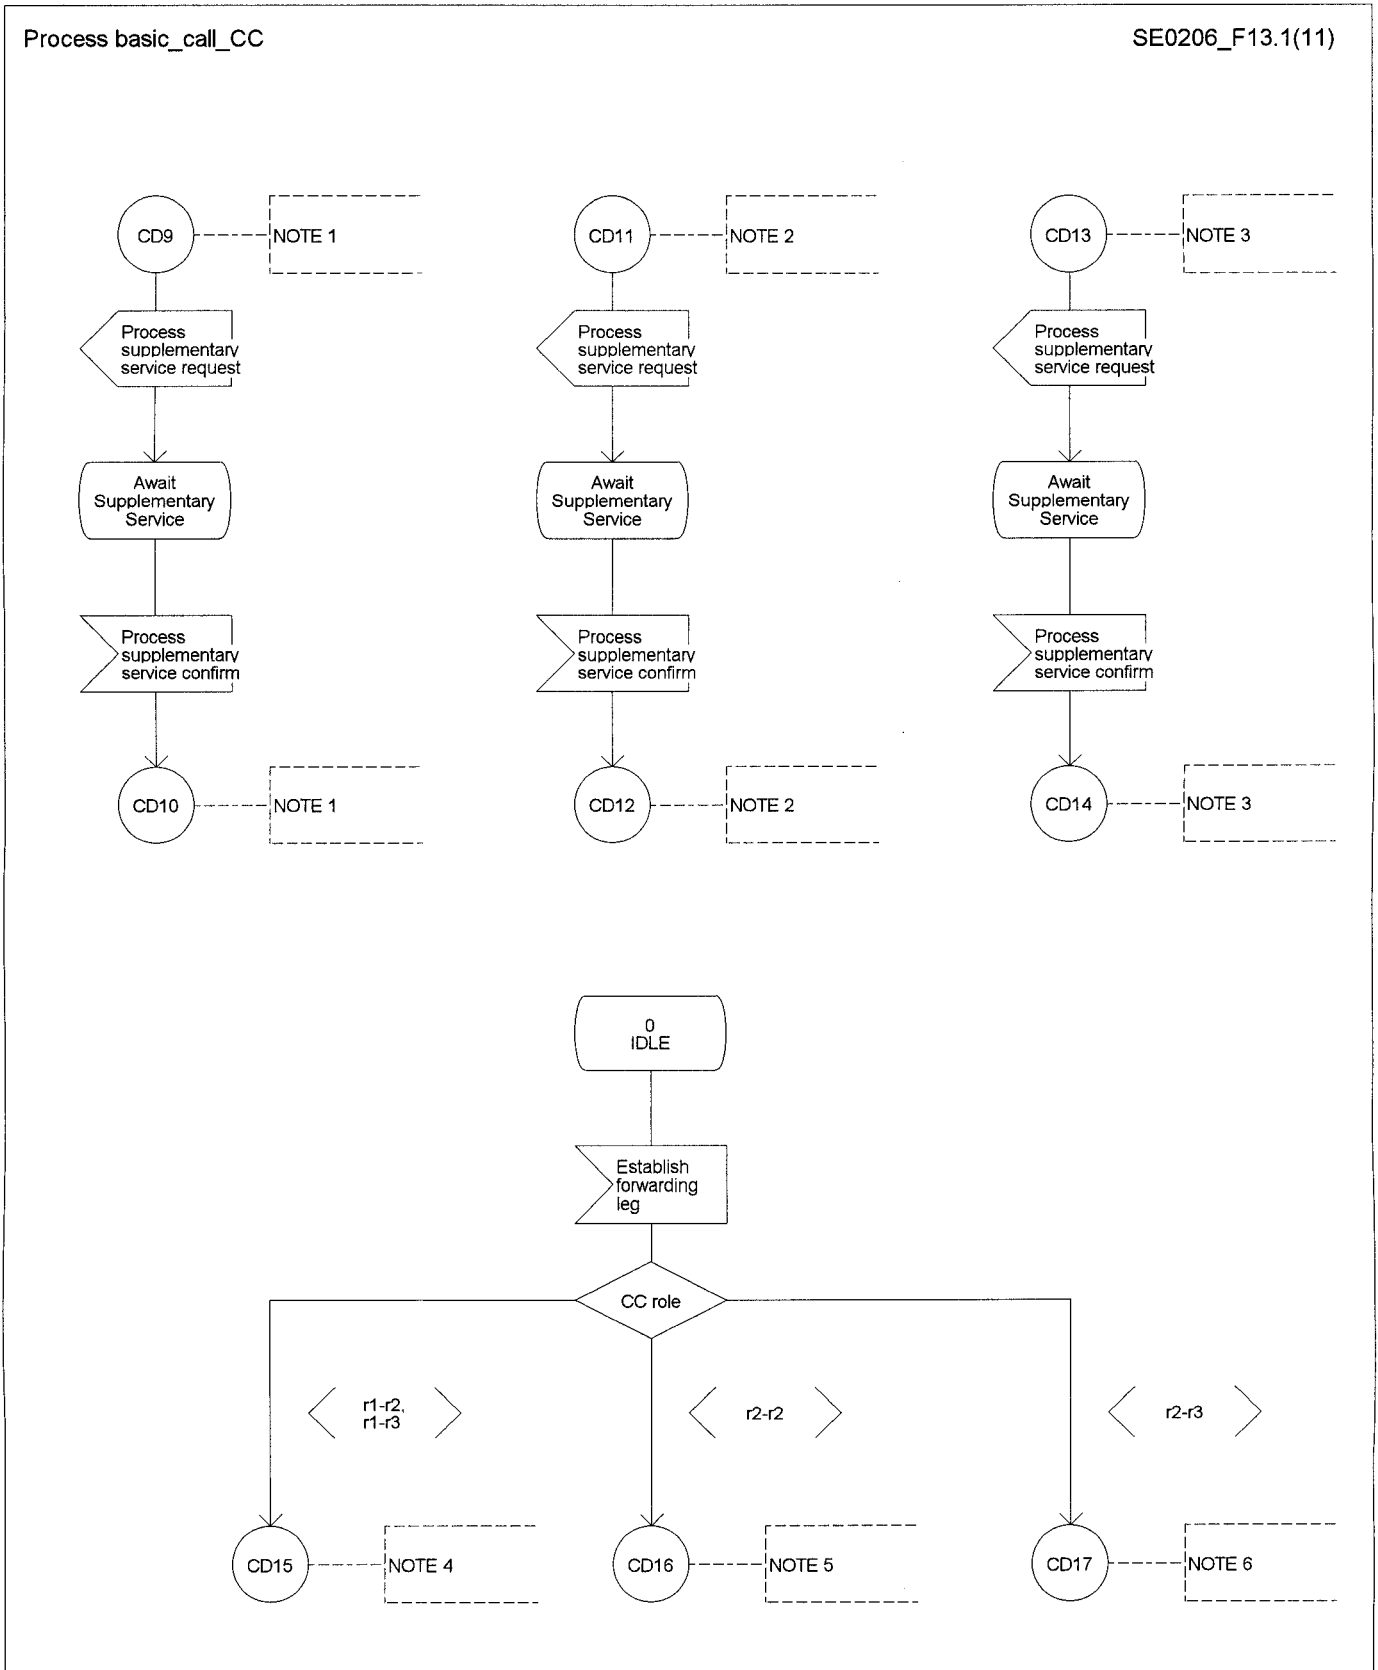 Process basic_call_CC
SE0206_F13.1(11)
CD9
NOTE 1
CD11
NOTE 2
CD13
NOTE 3
Process
supplementary
service request
Process
supplementary
service request
Process
supplementary
service request
Await
Supplementary
Service
Await
Supplementary
Service
Await
Supplementary
Service
Process
supplementary
service confirm
Process
supplementary
service confirm
Process
supplementary
service confirm
CD10
NOTE 1
CD12
NOTE 2
CD14
NOTE 3
0
IDLE
Establish
forwarding
leg
CC role
r1-r2,
r1-r3
r2-r2
r2-r3
CD15
NOTE 4
CD16
NOTE 5
CD17
NOTE 6